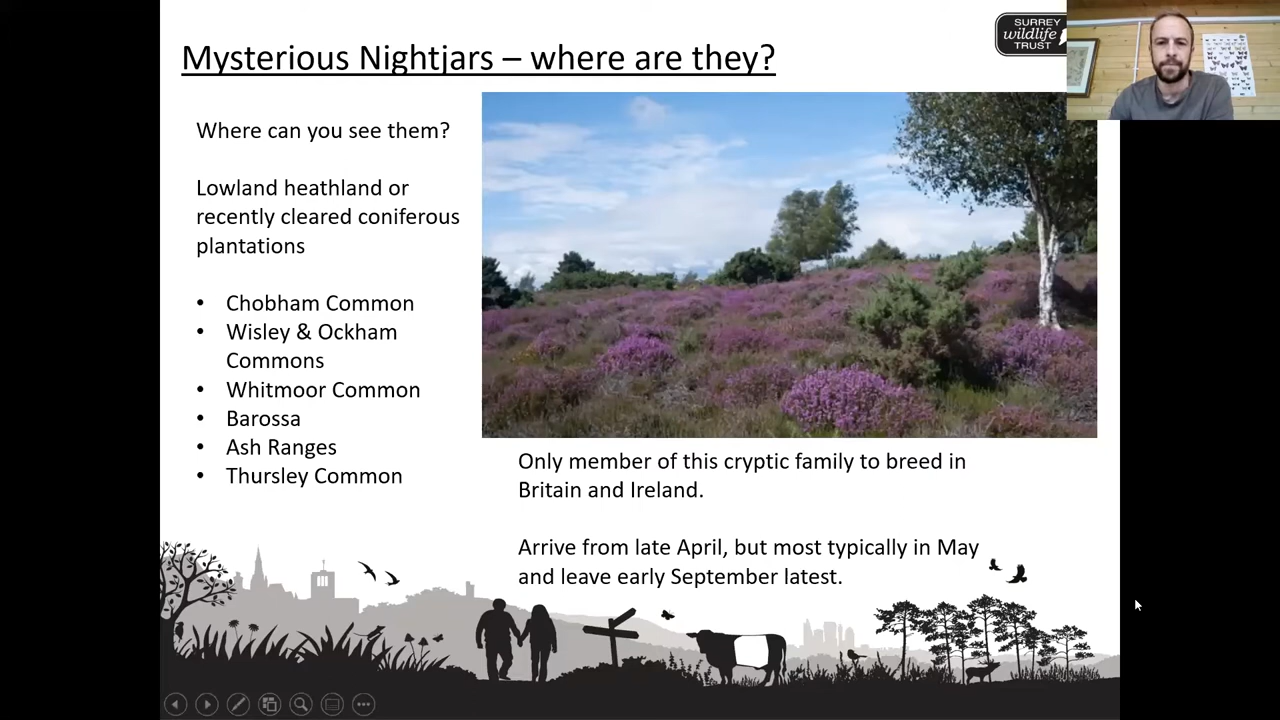 SURREY
wildlife
TRUST
Mysterious Nightjars – where are they?
Where can you see them?
Lowland heathland or
recently cleared coniferous
plantations
• Chobham Common
• Wisley & Ockham
Commons
• Whitmoor Common
• Barossa
• Ash Ranges
• Thursley Common
Only member of this cryptic family to breed in
Britain and Ireland.
Arrive from late April, but most typically in May
and leave early September latest.